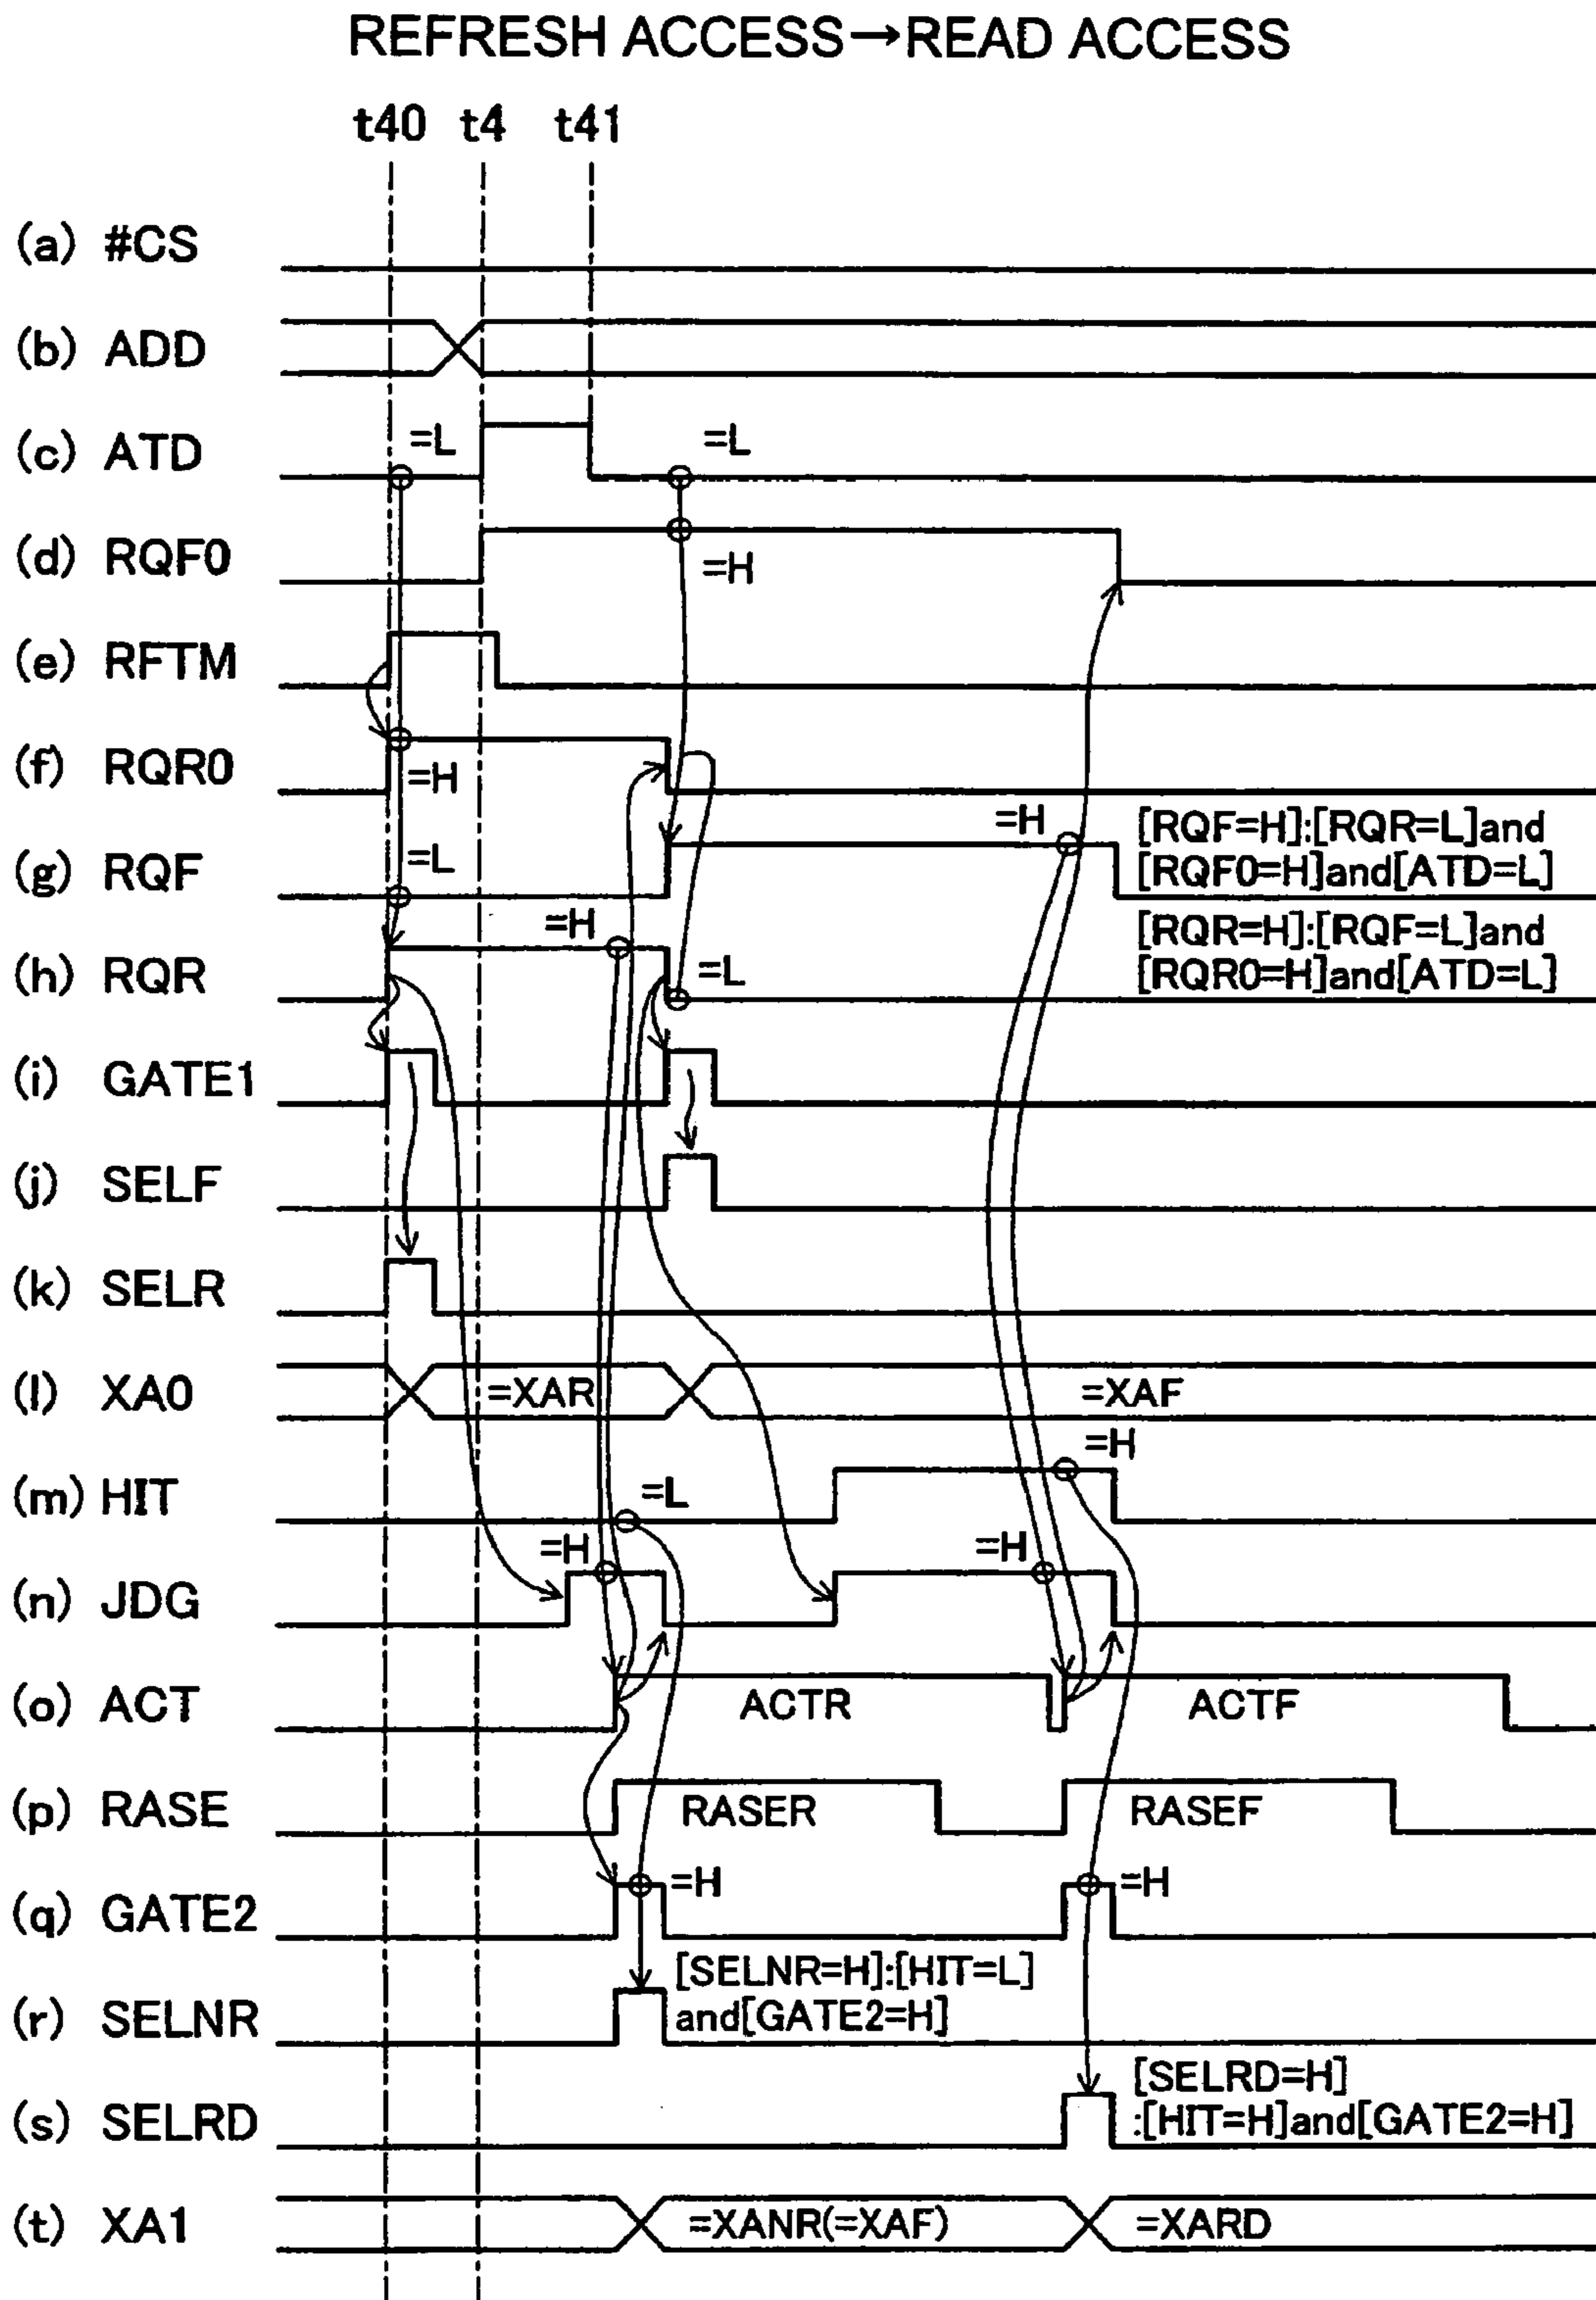 REFRESH ACCESS→READ ACCESS
t40 t4 t41
(a) #CS
(b) ADD
(c) ATD =L =L
(d) RQF0 =H
(e) RFTM
(f) RQR0 =H
(g) RQF =L =H [RQF=H]:[RQR=L]and
[RQF0=H]and[ATD=L]
(h) RQR =H =L [RQR=H]:[RQF=L]and
[RQR0=H]and[ATD=L]
(i) GATE1
(j) SELF
(k) SELR
(l) XA0 =XAR =XAF
(m) HIT =L =H
(n) JDG =H =H
(o) ACT ACTR ACTF
(p) RASE RASER RASEF
(q) GATE2 =H =H
(r) SELNR [SELNR=H]:[HIT=L]
and[GATE2=H]
(s) SELRD [SELRD=H]
:[HIT=H]and[GATE2=H]
(t) XA1 =XANR(=XAF) =XARD